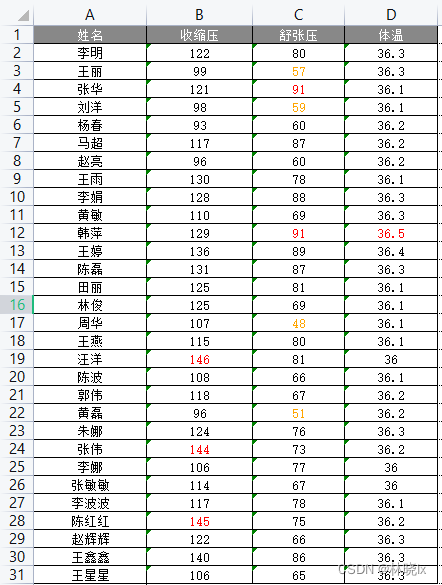 A B C D
1 姓名 收缩压 舒张压 体温
2 李明 122 80 36.3
3 王丽 99 57 36.3
4 张华 121 91 36.1
5 刘洋 98 59 36.1
6 杨春 93 60 36.2
7 马超 117 87 36.2
8 赵亮 96 60 36.2
9 王雨 130 78 36.1
10 李娟 128 88 36.3
11 黄敏 110 69 36.3
12 韩萍 129 91 36.5
13 王婷 136 89 36.4
14 陈磊 131 87 36.3
15 田丽 125 81 36.1
16 林俊 125 69 36.1
17 周华 107 48 36.1
18 王燕 115 80 36.1
19 汪洋 146 81 36
20 陈波 108 66 36.1
21 郭伟 118 67 36.2
22 黄磊 96 51 36.2
23 朱娜 124 76 36.3
24 张伟 144 73 36.2
25 李娜 106 77 36
26 张敏敏 114 67 36
27 李波波 117 78 36.1
28 陈红红 145 75 36.2
29 赵辉辉 122 66 36.3
30 王鑫鑫 140 86 36.3
31 王星星 106 65 36.3
CSDN @林晓lx